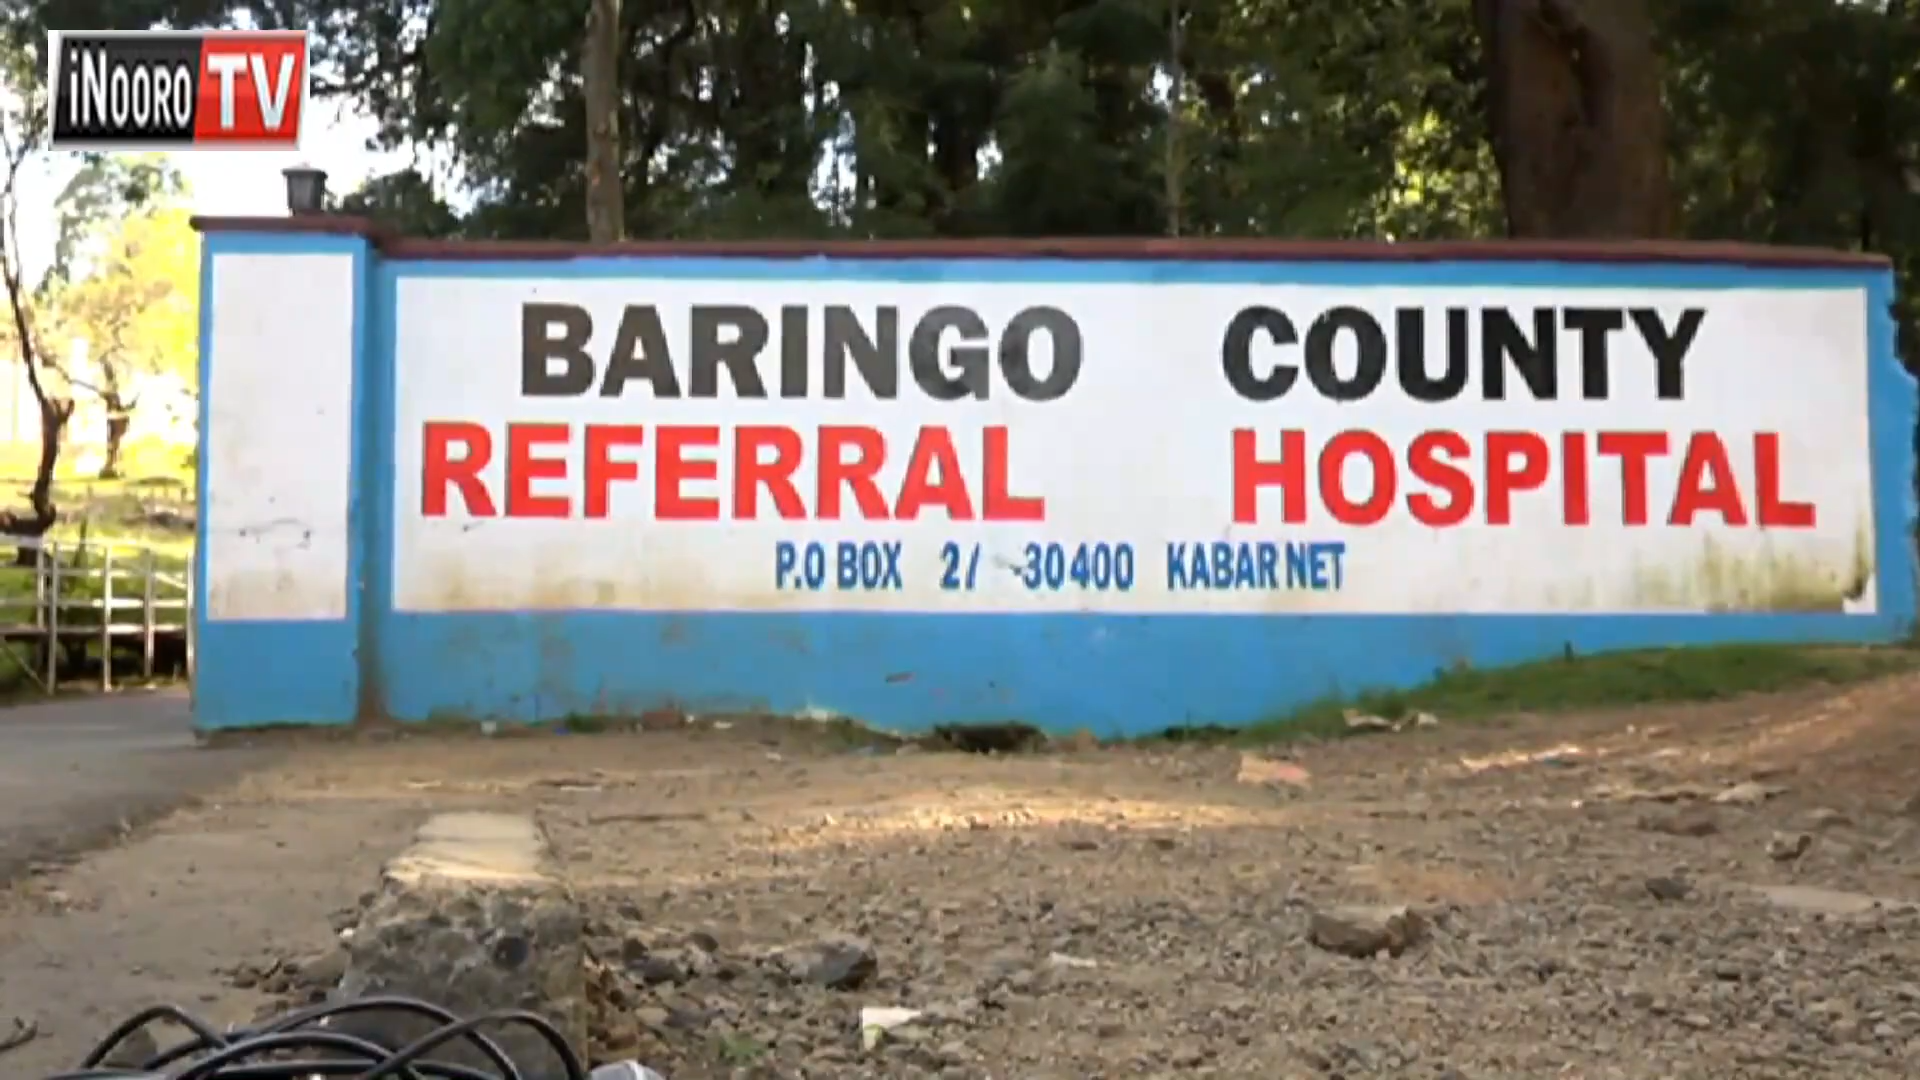 iNOORO TV
BARINGO COUNTY
REFERRAL HOSPITAL
P.O BOX 2/ -30400 KABARNET